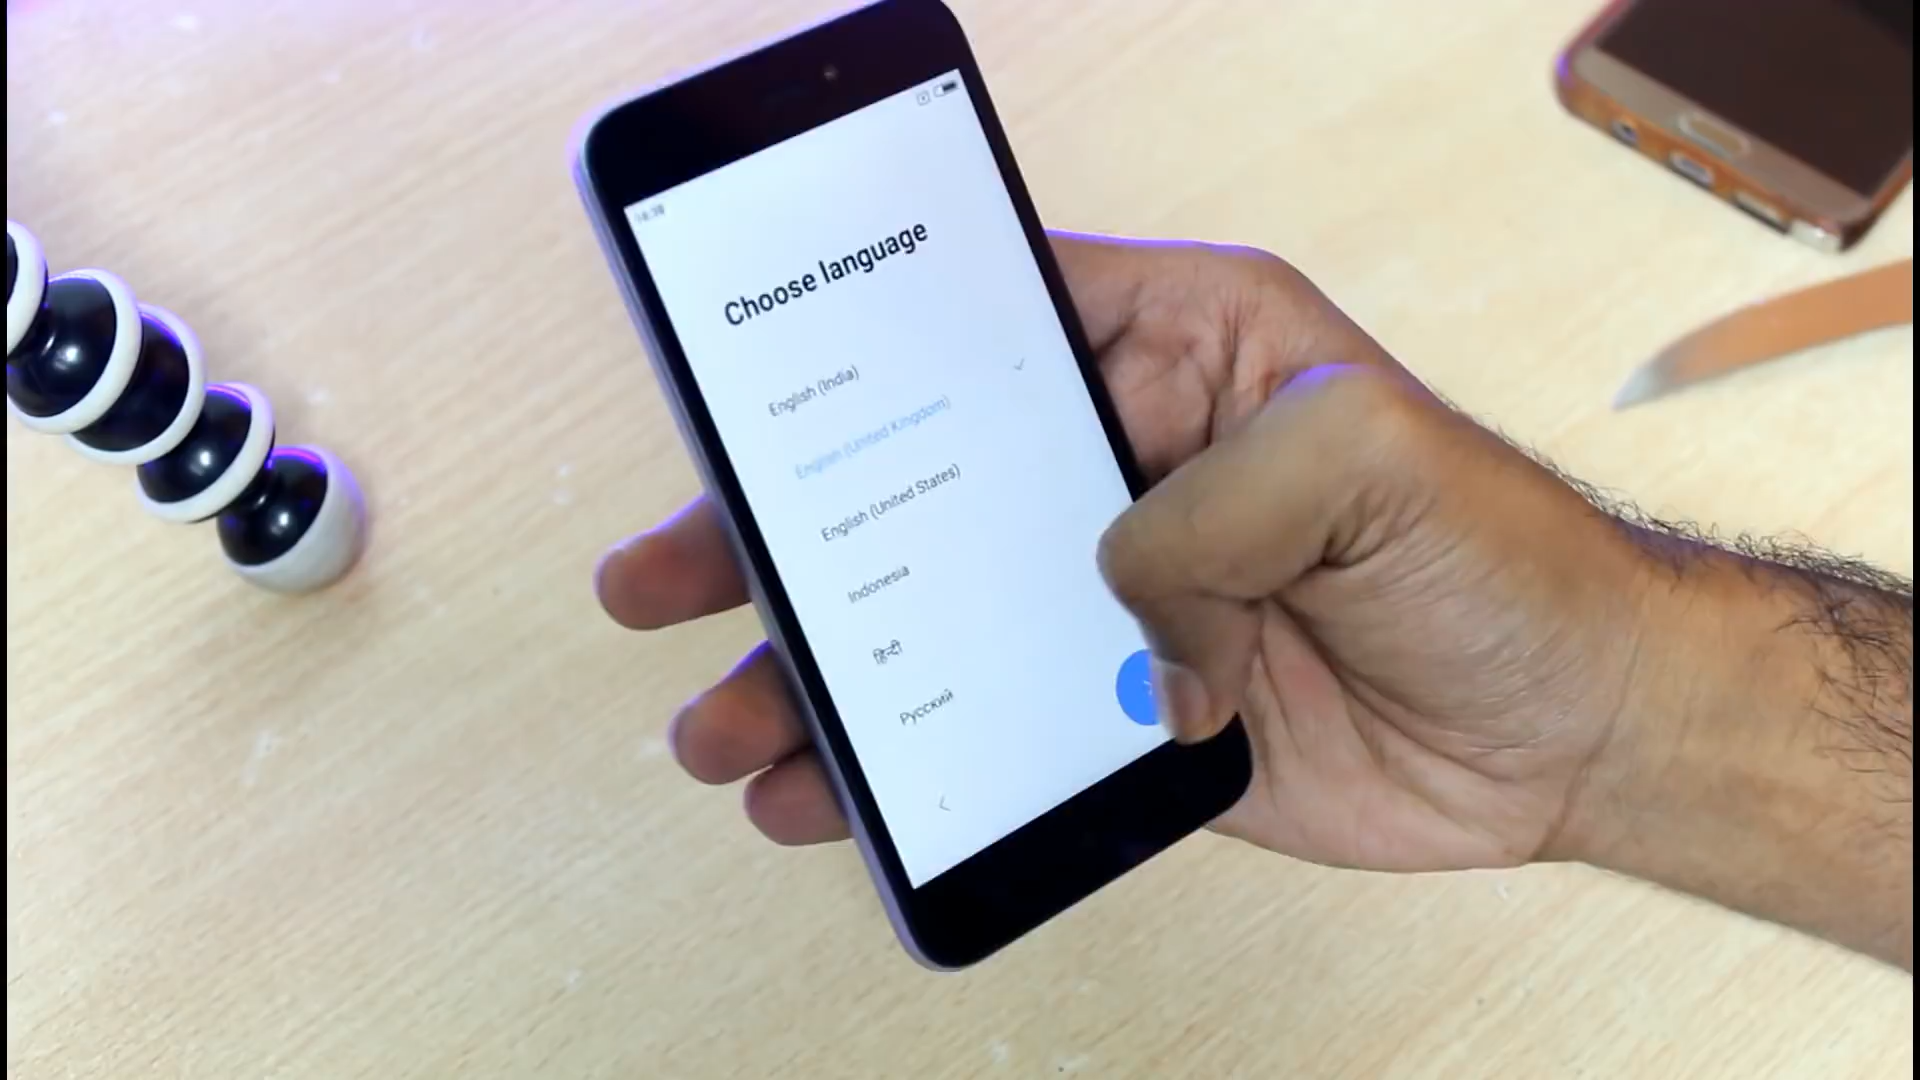 Choose language
English (India)
English (United Kingdom)
English (United States)
Indonesia
हिन्दी
Русский